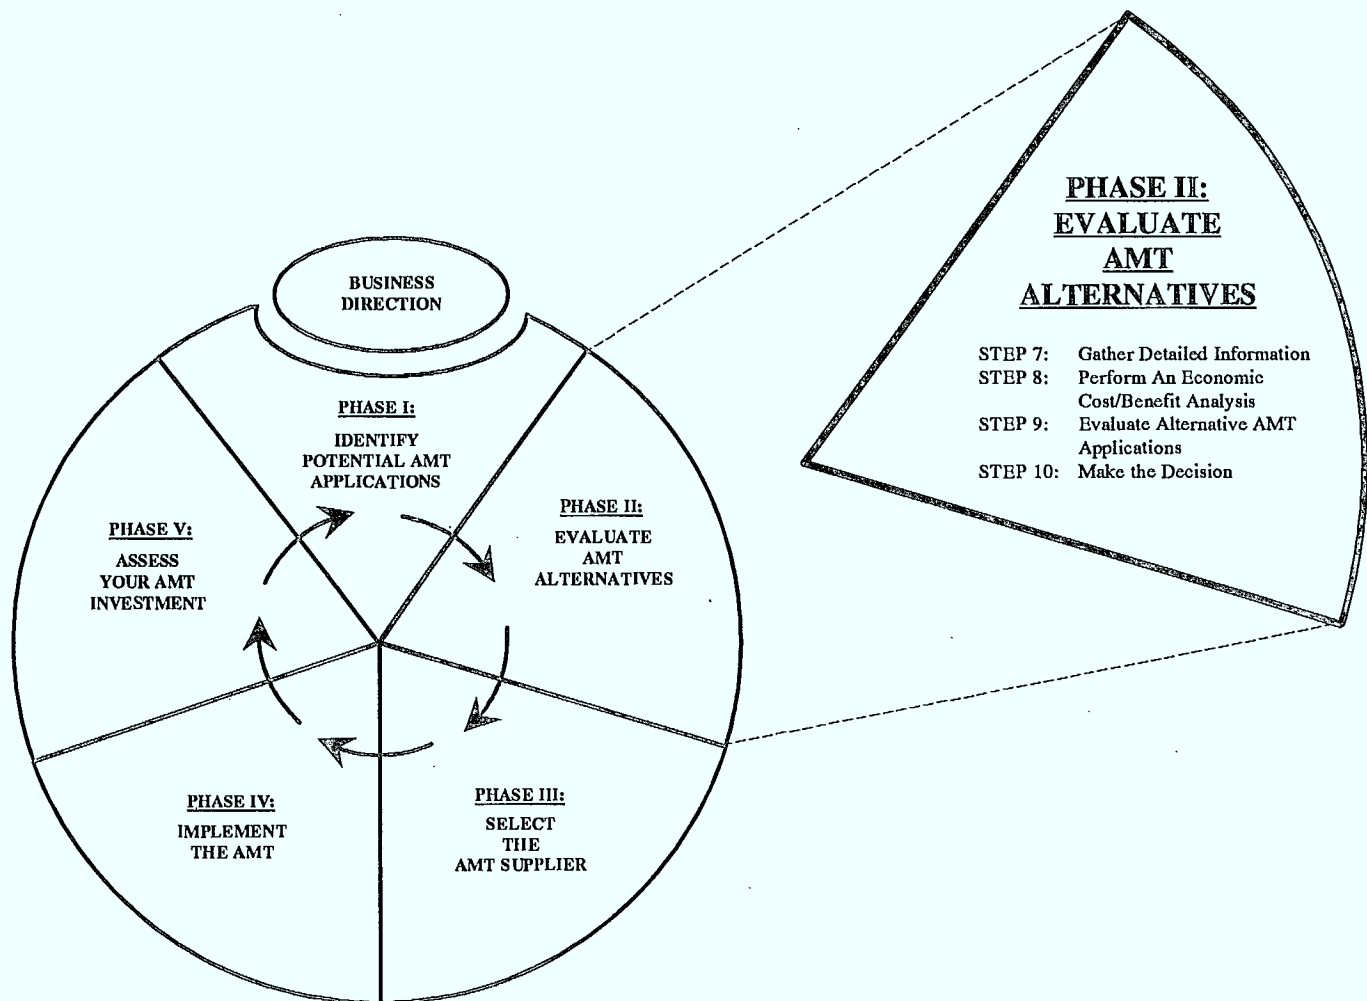 BUSINESS
DIRECTION
PHASE I:
IDENTIFY
POTENTIAL AMT
APPLICATIONS
PHASE II:
EVALUATE
AMT
ALTERNATIVES
PHASE III:
SELECT
THE
AMT SUPPLIER
PHASE IV:
IMPLEMENT
THE AMT
PHASE V:
ASSESS
YOUR AMT
INVESTMENT
PHASE II:
EVALUATE
AMT
ALTERNATIVES
STEP 7: Gather Detailed Information
STEP 8: Perform An Economic
Cost/Benefit Analysis
STEP 9: Evaluate Alternative AMT
Applications
STEP 10: Make the Decision